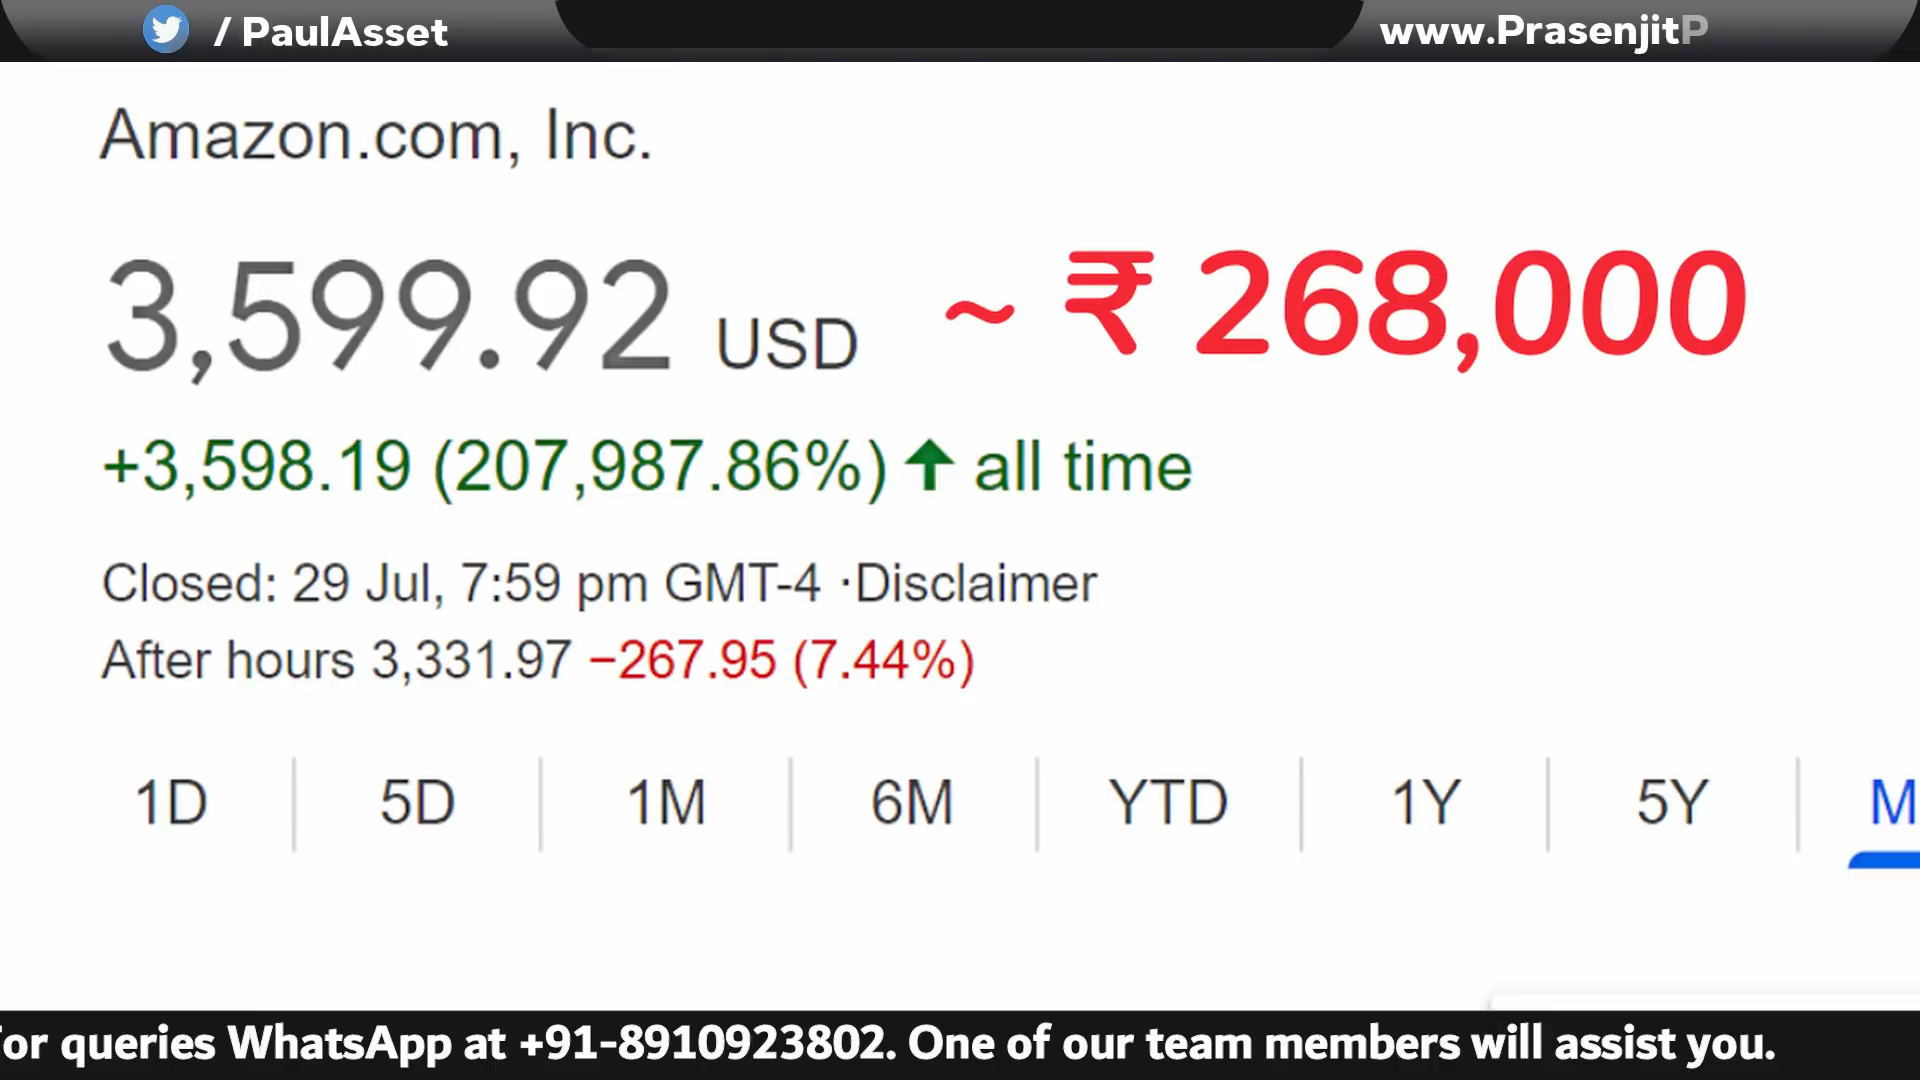 / PaulAsset
www.PrasenjitP
Amazon.com, Inc.
3,599.92 USD ~ ₹ 268,000
+3,598.19 (207,987.86%) ↑ all time
Closed: 29 Jul, 7:59 pm GMT-4 ·Disclaimer
After hours 3,331.97 −267.95 (7.44%)
1D 5D 1M 6M YTD 1Y 5Y M
For queries WhatsApp at +91-8910923802. One of our team members will assist you.